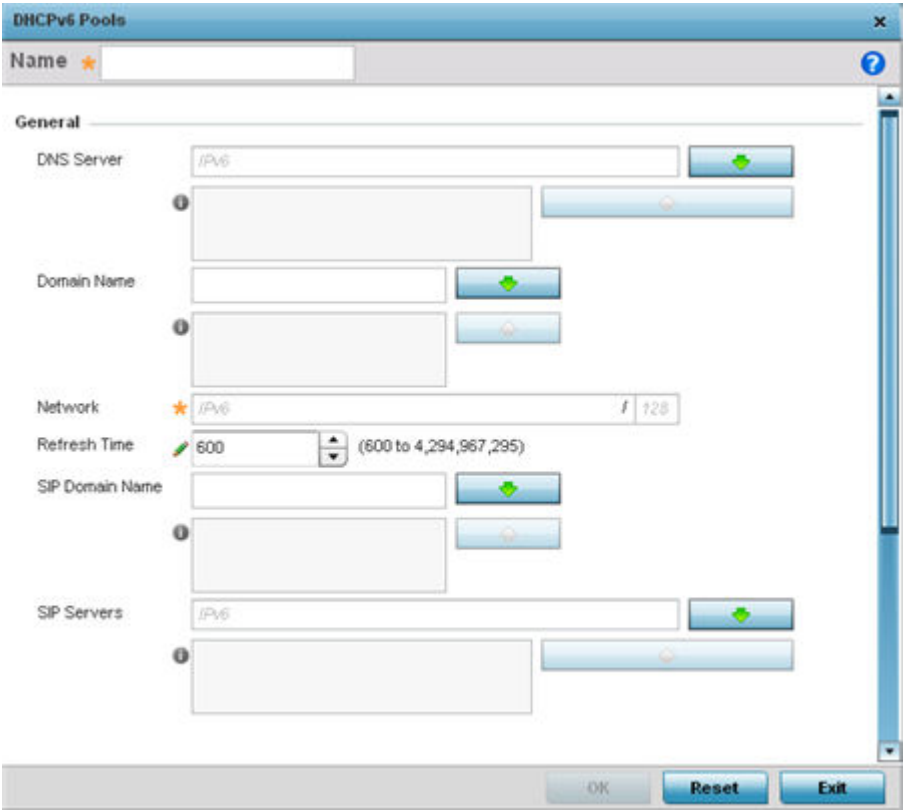 DHCPv6 Pools
Name
General
DNS Server IPv6
Domain Name
Network IPv6 / 128
Refresh Time 600 (600 to 4,294,967,295)
SIP Domain Name
SIP Servers IPv6
OK Reset Exit